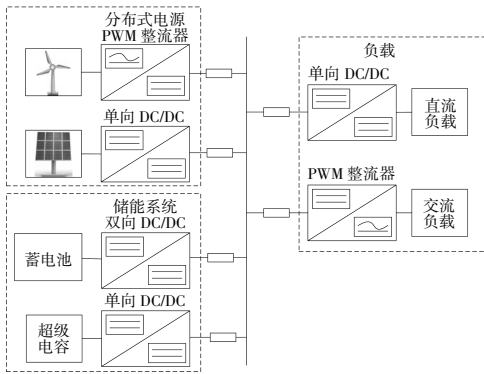 分布式电源
PWM 整流器
单向 DC/DC
储能系统
双向 DC/DC
蓄电池
单向 DC/DC
超级
电容
负载
单向 DC/DC
直流
负载
PWM 整流器
交流
负载